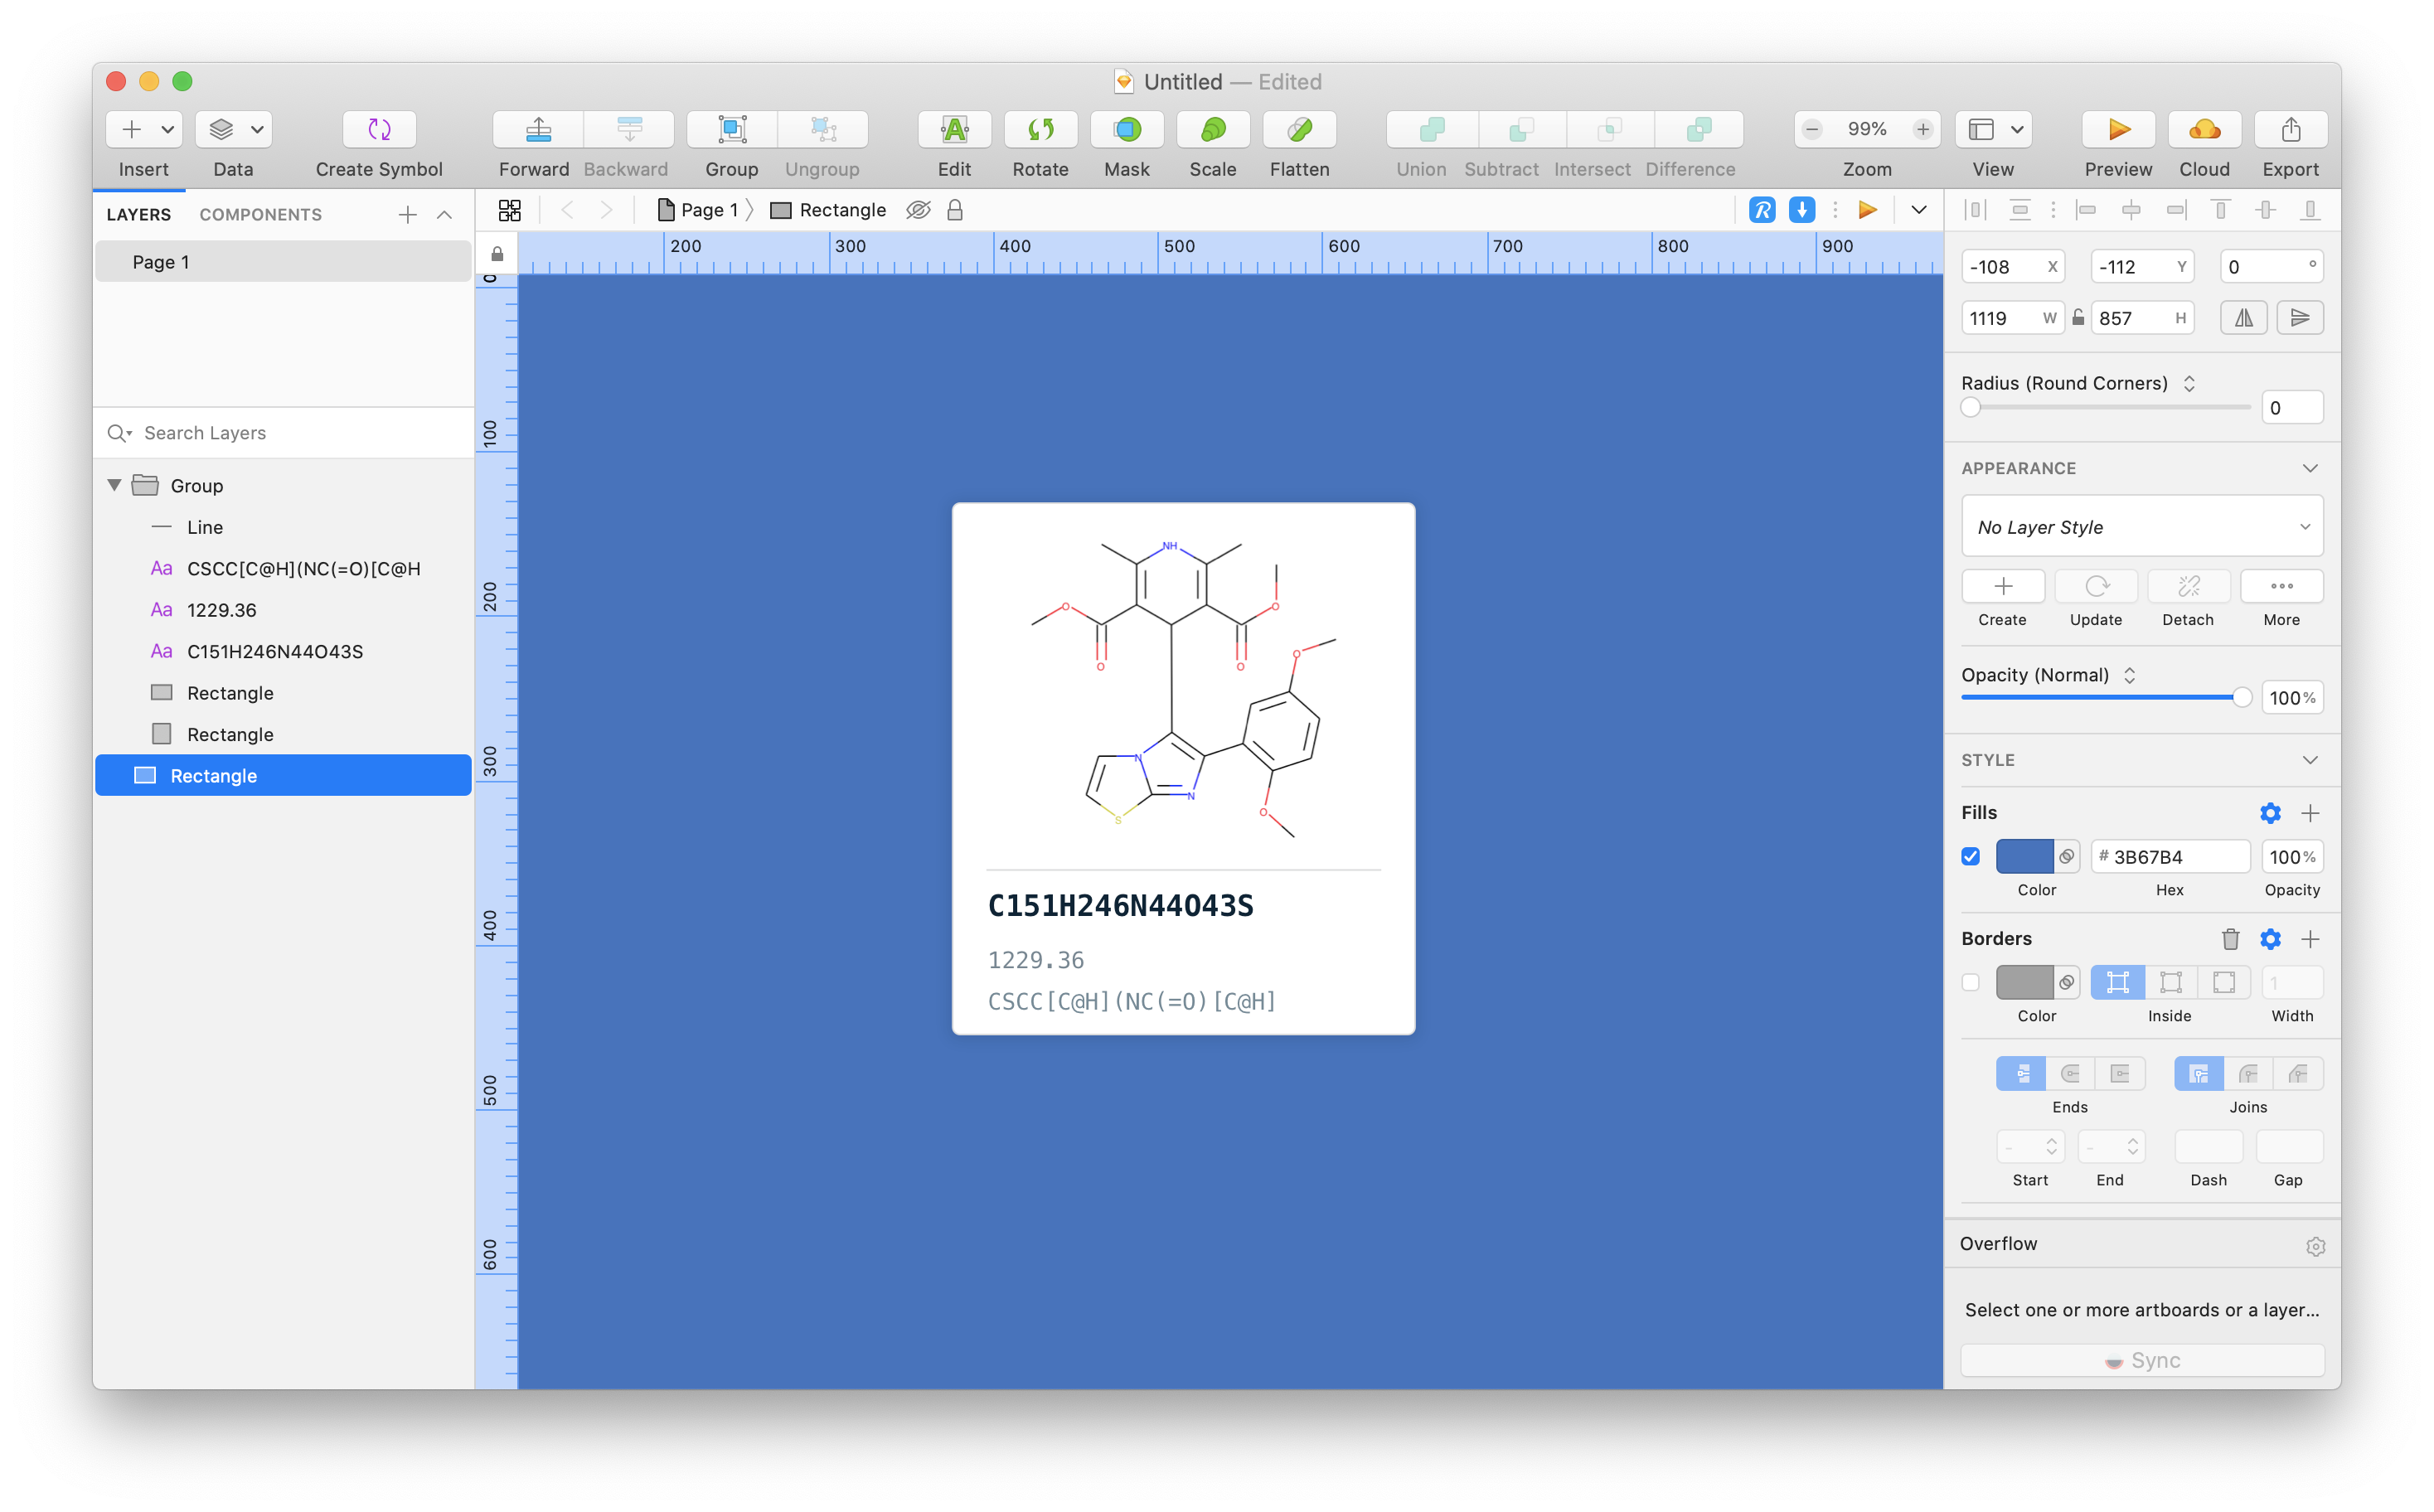 Untitled — Edited
99%
Insert Data Create Symbol Forward Backward Group Ungroup Edit Rotate Mask Scale Flatten Union Subtract Intersect Difference Zoom View Preview Cloud Export
LAYERS COMPONENTS
Page 1
Search Layers
Group
Line
Aa CSCC[C@H](NC(=O)[C@H
Aa 1229.36
Aa C151H246N44O43S
Rectangle
Rectangle
Rectangle
Page 1 Rectangle
200 300 400 500 600 700 800 900
0
100
200
300
400
500
600
NH
O O
O O
O
N
N
O
S
C151H246N44O43S
1229.36
CSCC[C@H](NC(=O)[C@H]
-108 X -112 Y 0 °
1119 W 857 H
Radius (Round Corners)
0
APPEARANCE
No Layer Style
Create Update Detach More
Opacity (Normal)
100%
STYLE
Fills
# 3B67B4 100%
Color Hex Opacity
Borders
1
Color Inside Width
Ends Joins
- -
Start End Dash Gap
Overflow
Select one or more artboards or a layer...
Sync